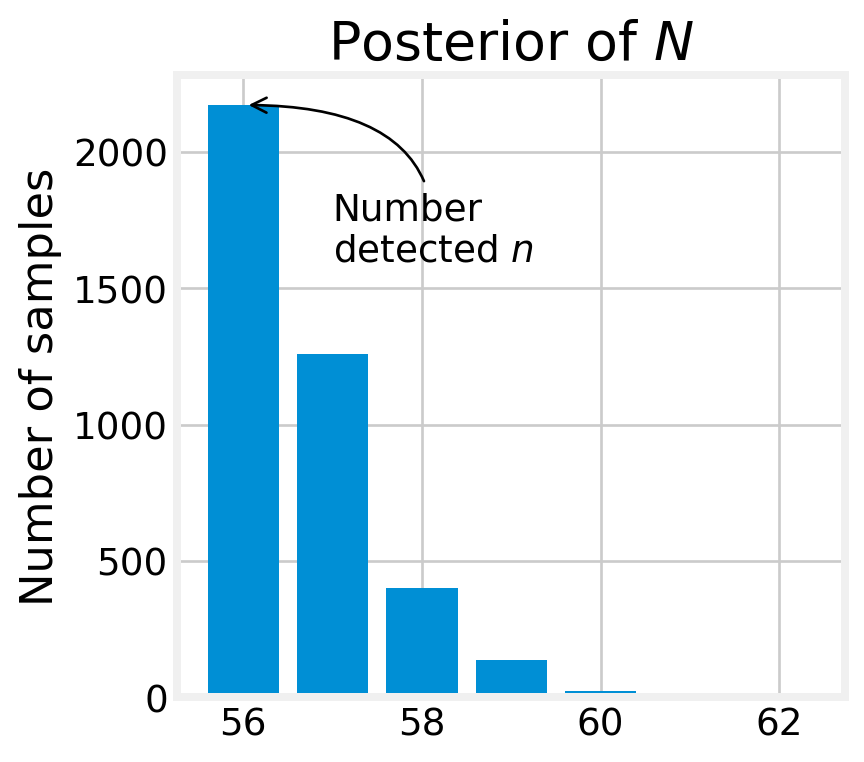 Posterior of N
Number of samples
2000
1500
1000
500
0
Number
detected n
56 58 60 62